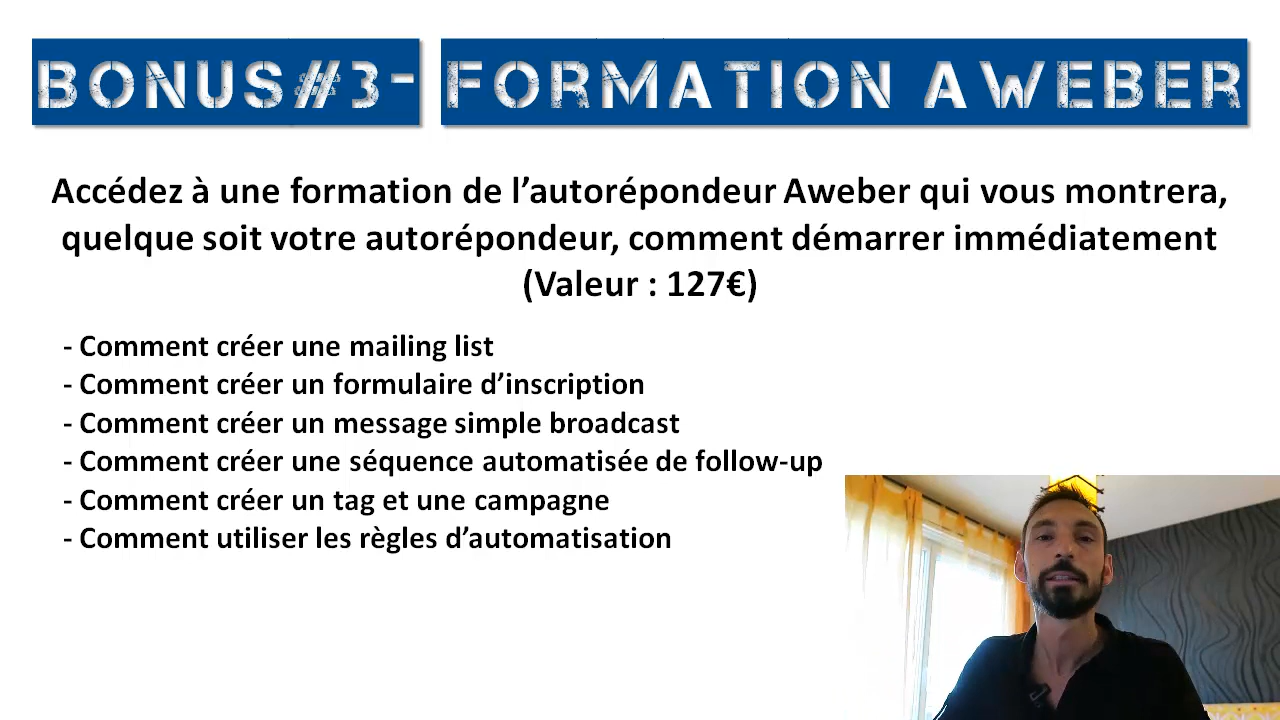 BONUS#3- FORMATION AWEBER
Accédez à une formation de l’autorépondeur Aweber qui vous montrera,
quelque soit votre autorépondeur, comment démarrer immédiatement
(Valeur : 127€)
- Comment créer une mailing list
- Comment créer un formulaire d’inscription
- Comment créer un message simple broadcast
- Comment créer une séquence automatisée de follow-up
- Comment créer un tag et une campagne
- Comment utiliser les règles d’automatisation